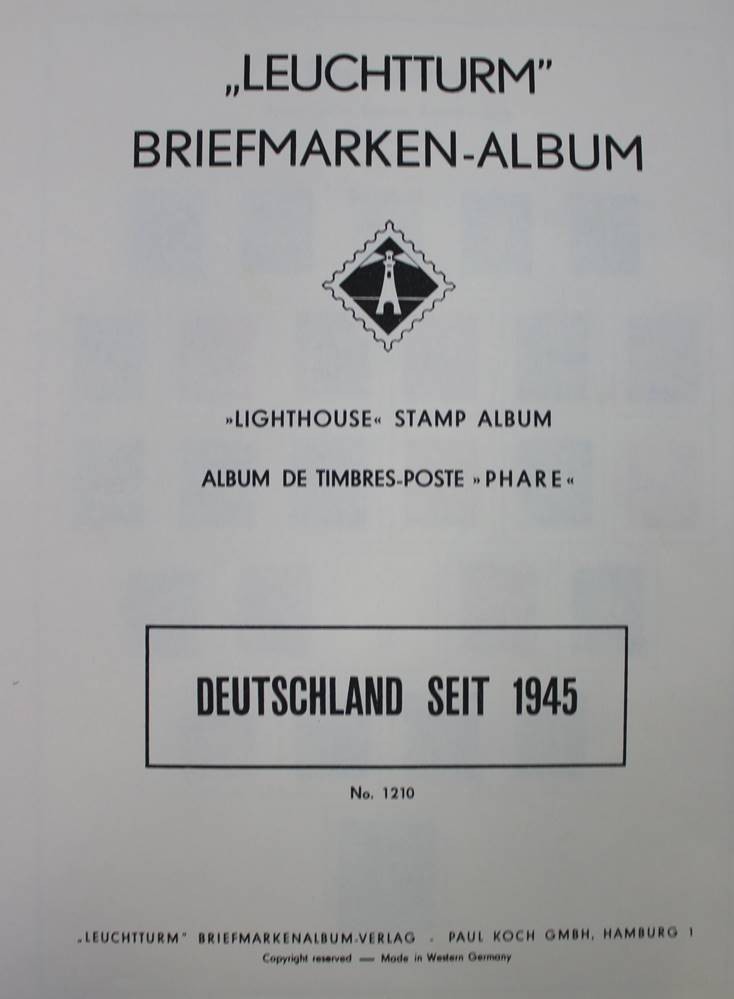 „LEUCHTTURM”
BRIEFMARKEN-ALBUM
»LIGHTHOUSE« STAMP ALBUM
ALBUM DE TIMBRES-POSTE »PHARE«
DEUTSCHLAND SEIT 1945
No. 1210
„LEUCHTTURM” BRIEFMARKENALBUM-VERLAG . PAUL KOCH GMBH, HAMBURG 1
Copyright reserved — Made in Western Germany